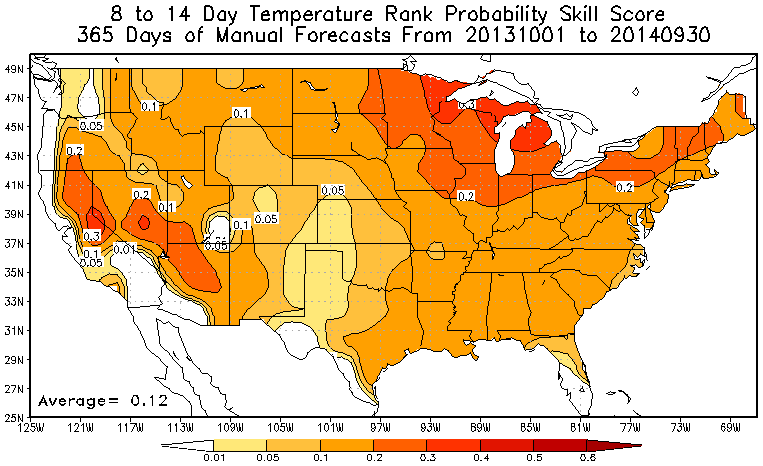 8 to 14 Day Temperature Rank Probability Skill Score
365 Days of Manual Forecasts From 20131001 to 20140930
49N
47N
45N
43N
41N
39N
37N
35N
33N
31N
29N
27N
25N
0.1
0.1
0.3
0.05
0.2
0.2
0.05
0.2
0.2
0.1
0.05
0.1
0.3
0.1
0.01
0.05
0.05
Average= 0.12
125W 121W 117W 113W 109W 105W 101W 97W 93W 89W 85W 81W 77W 73W 69W
0.01 0.05 0.1 0.2 0.3 0.4 0.5 0.6